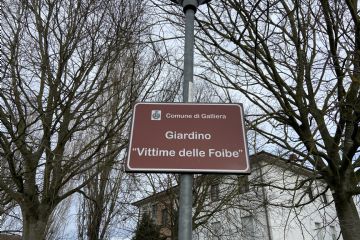 Comune di Galliera
Giardino
"Vittime delle Foibe"